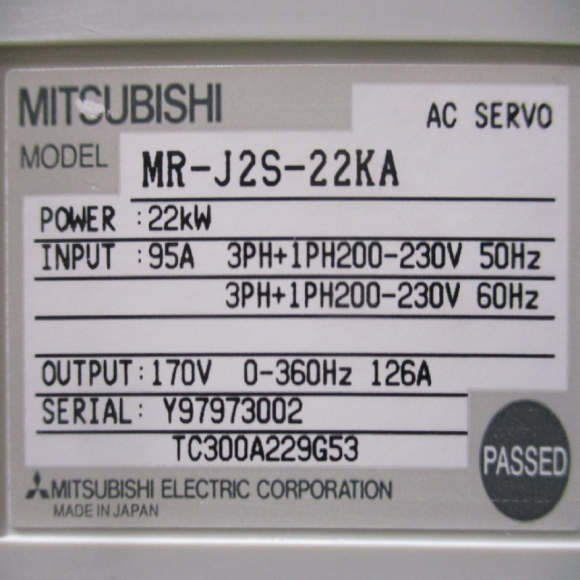 MITSUBISHI
AC SERVO
MODEL MR-J2S-22KA
POWER :22kW
INPUT :95A 3PH+1PH200-230V 50Hz
3PH+1PH200-230V 60Hz
OUTPUT:170V 0-360Hz 126A
SERIAL: Y97973002
TC300A229G53
PASSED
MITSUBISHI ELECTRIC CORPORATION
MADE IN JAPAN